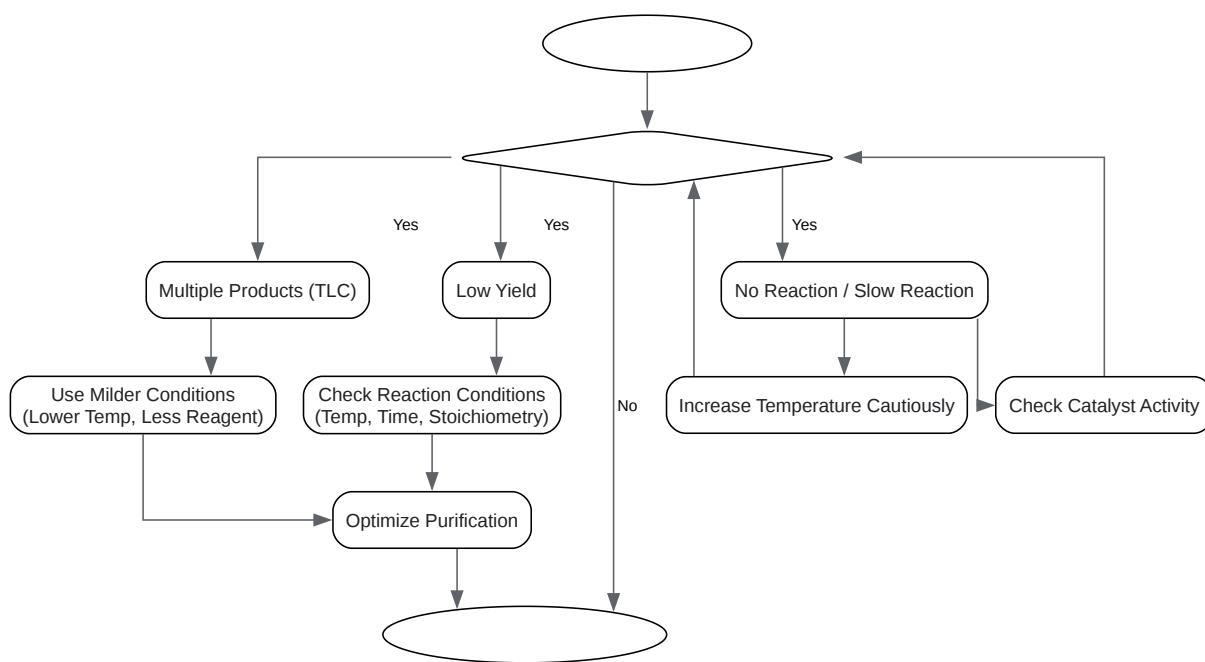 Yes
Yes
Yes
Multiple Products (TLC)
Low Yield
No Reaction / Slow Reaction
Use Milder Conditions
(Lower Temp, Less Reagent)
Check Reaction Conditions
(Temp, Time, Stoichiometry)
No
Increase Temperature Cautiously
Check Catalyst Activity
Optimize Purification